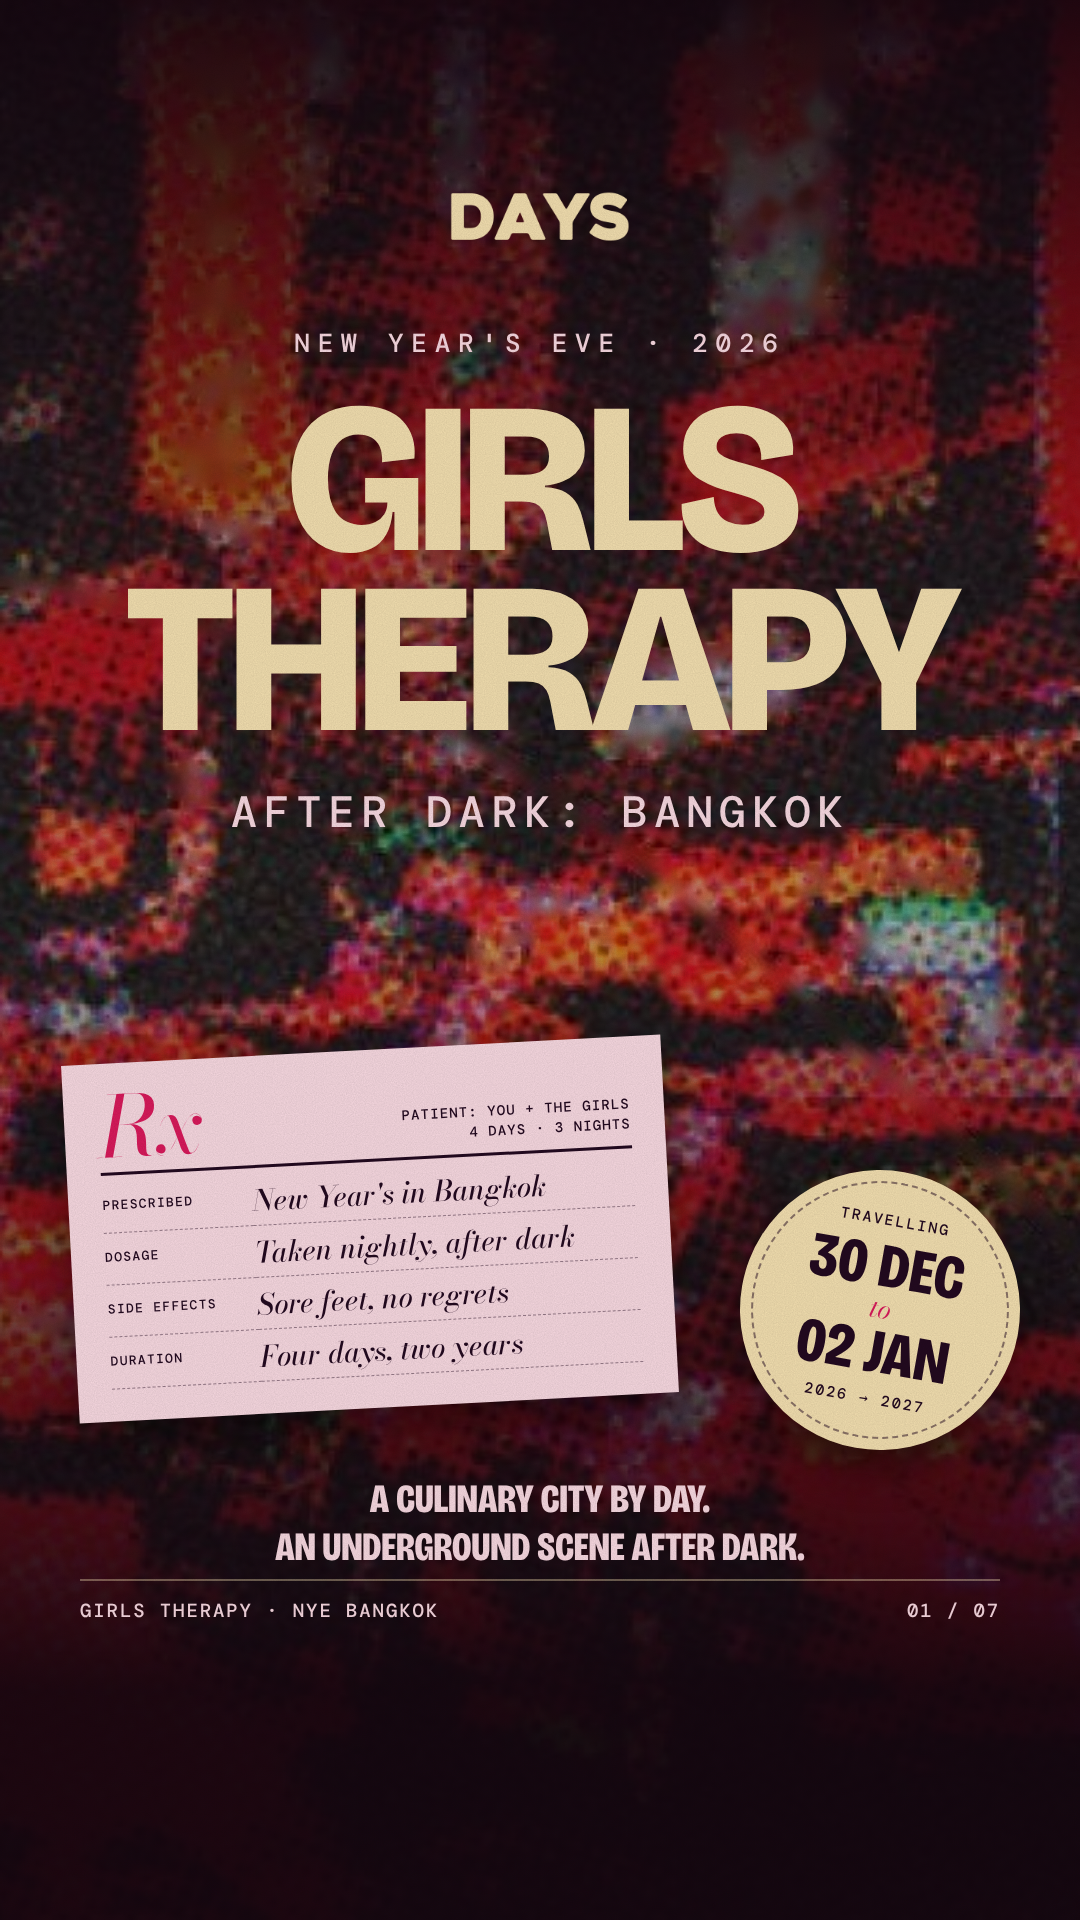 DAYS
NEW YEAR'S EVE · 2026
GIRLS
THERAPY
AFTER DARK: BANGKOK
Rx
PATIENT: YOU + THE GIRLS
4 DAYS · 3 NIGHTS
PRESCRIBED New Year's in Bangkok
DOSAGE Taken nightly, after dark
SIDE EFFECTS Sore feet, no regrets
DURATION Four days, two years
TRAVELLING
30 DEC
to
02 JAN
2026 → 2027
A CULINARY CITY BY DAY.
AN UNDERGROUND SCENE AFTER DARK.
GIRLS THERAPY · NYE BANGKOK 01 / 07